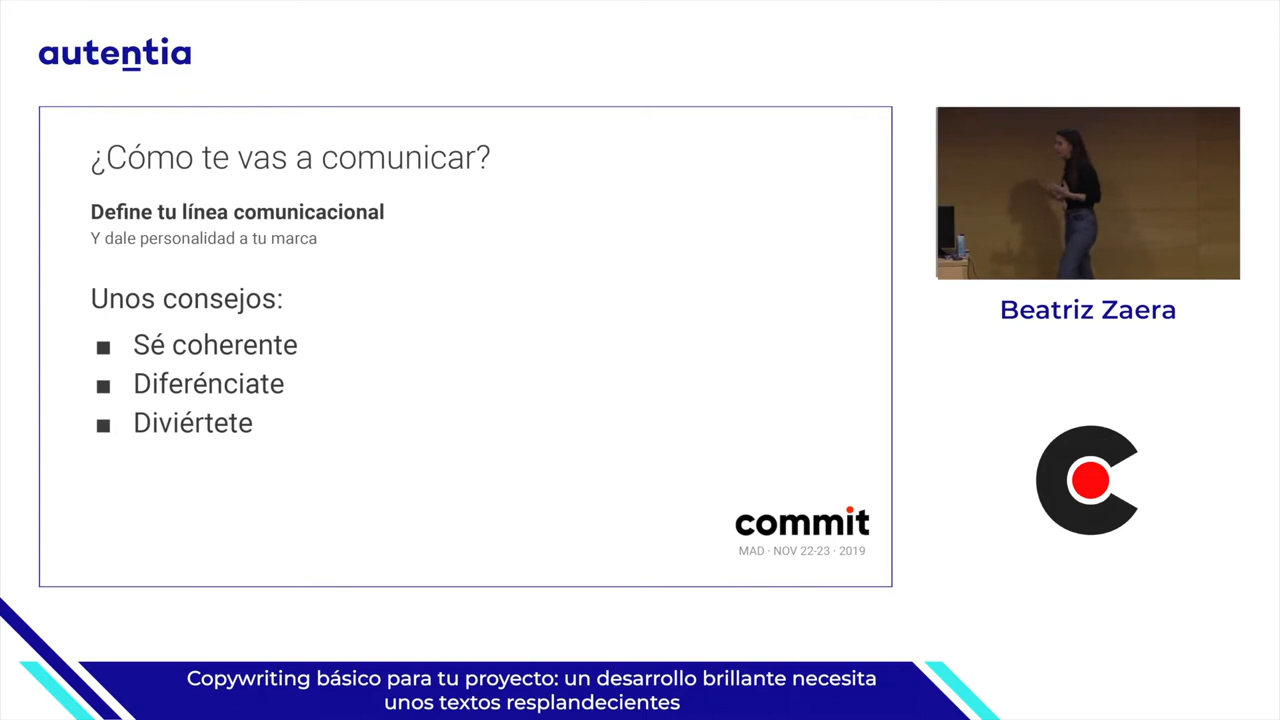 autentia
¿Cómo te vas a comunicar?
Define tu línea comunicacional
Y dale personalidad a tu marca
Unos consejos:
■ Sé coherente
■ Diferénciate
■ Diviértete
commit
MAD · NOV 22-23 · 2019
Beatriz Zaera
Copywriting básico para tu proyecto: un desarrollo brillante necesita
unos textos resplandecientes